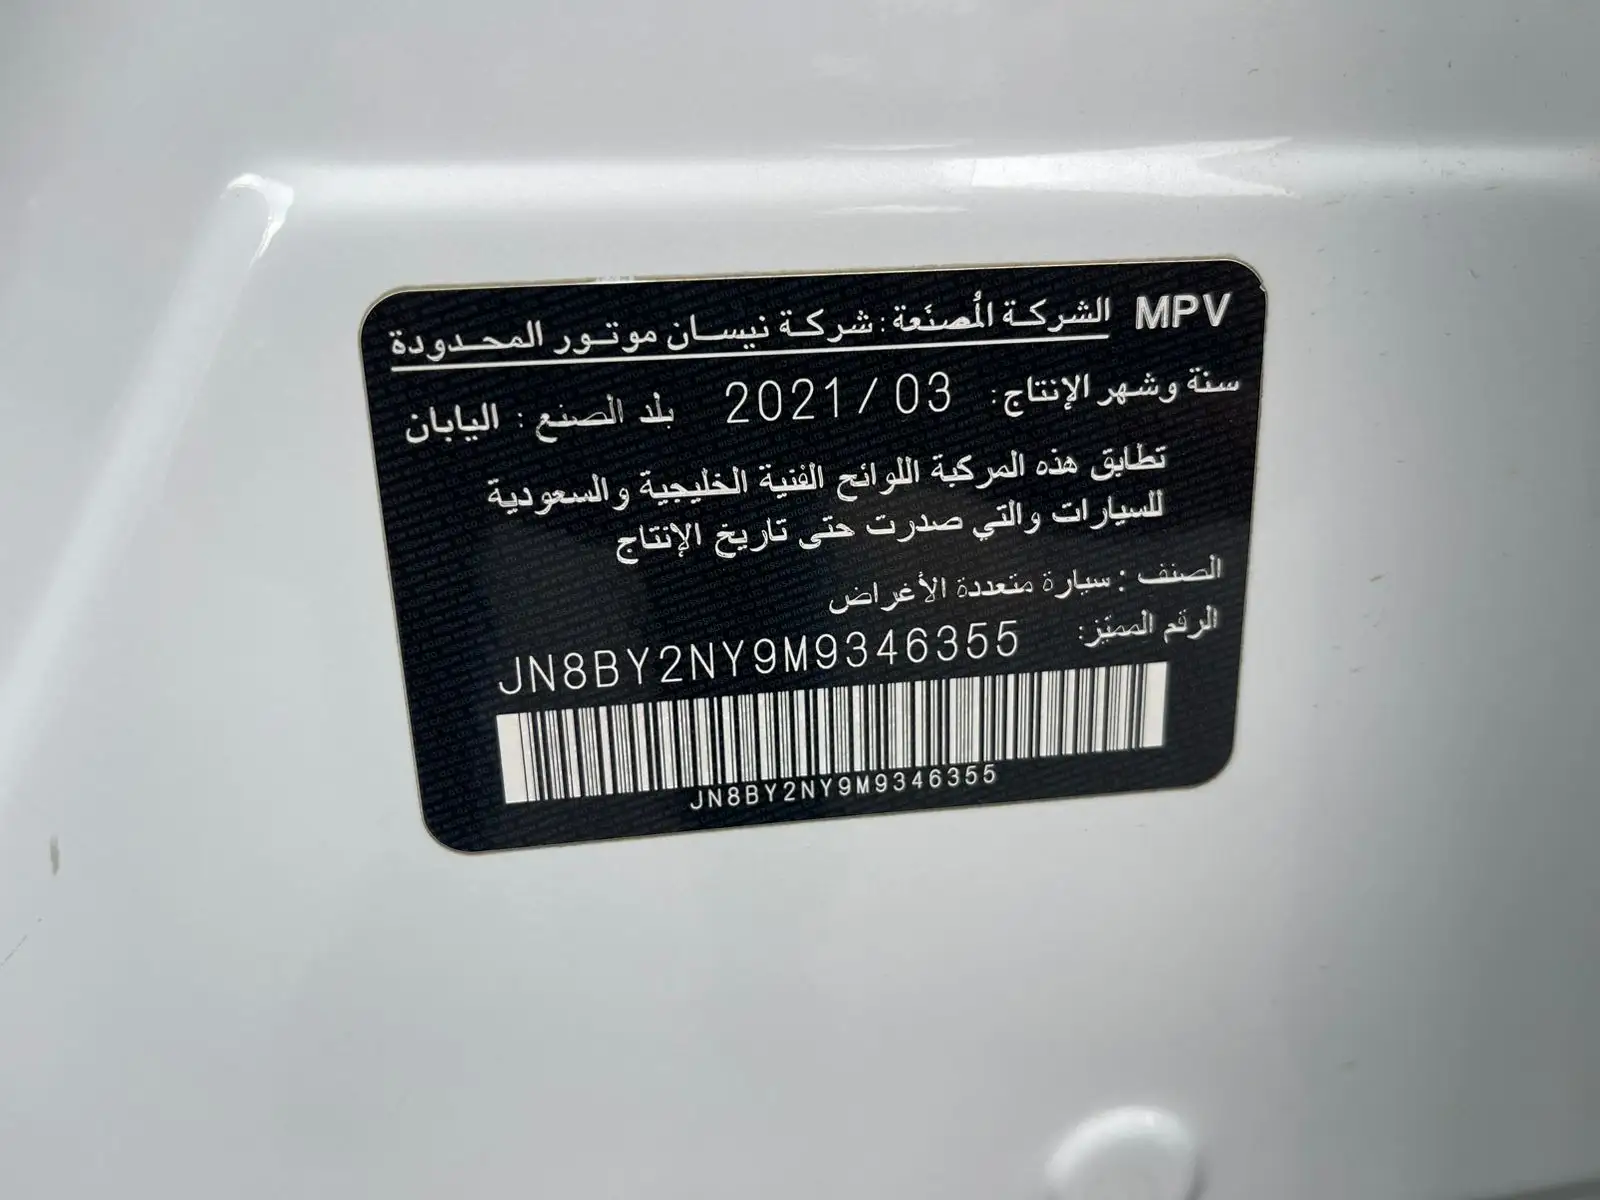 MPV الشركة المُصنَعة : شركة نيسان موتور المحدودة
سنة وشهر الإنتاج: 2021/03 بلد الصنع : اليابان
تطابق هذه المركبة اللوائح الفنية الخليجية والسعودية
للسيارات والتي صدرت حتى تاريخ الإنتاج
الصنف : سيارة متعددة الأغراض
الرقم المميّز:
JN8BY2NY9M9346355
JN8BY2NY9M9346355